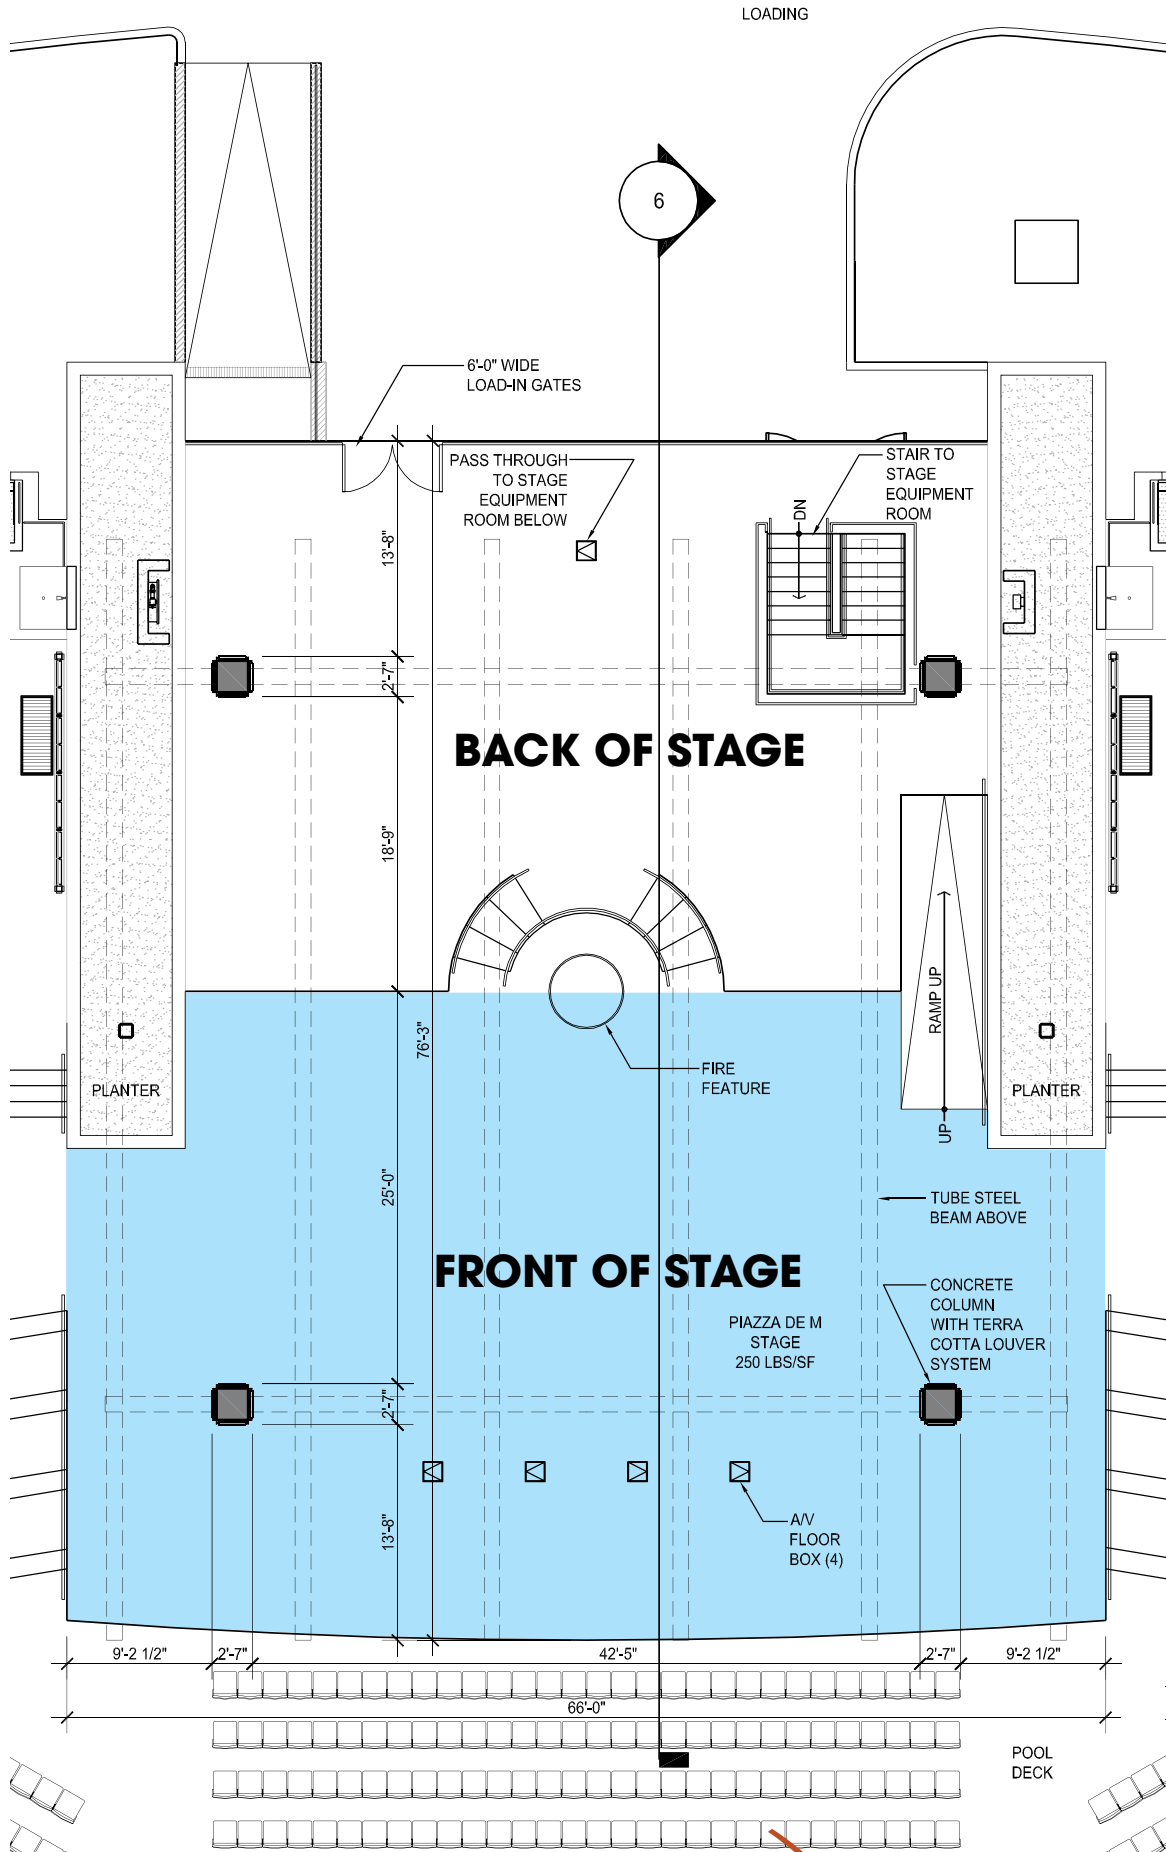 LOADING
6
6'-0" WIDE
LOAD-IN GATES
PASS THROUGH
TO STAGE
EQUIPMENT
ROOM BELOW
STAIR TO
STAGE
EQUIPMENT
ROOM
DN
13'-8"
2'-7"
BACK OF STAGE
18'-9"
RAMP UP
76'-3"
FIRE
FEATURE
PLANTER
PLANTER
UP
25'-0"
TUBE STEEL
BEAM ABOVE
FRONT OF STAGE
CONCRETE
COLUMN
WITH TERRA
COTTA LOUVER
SYSTEM
PIAZZA DE M
STAGE
250 LBS/SF
2'-7"
13'-8"
A/V
FLOOR
BOX (4)
9'-2 1/2"
2'-7"
42'-5"
2'-7"
9'-2 1/2"
66'-0"
POOL
DECK